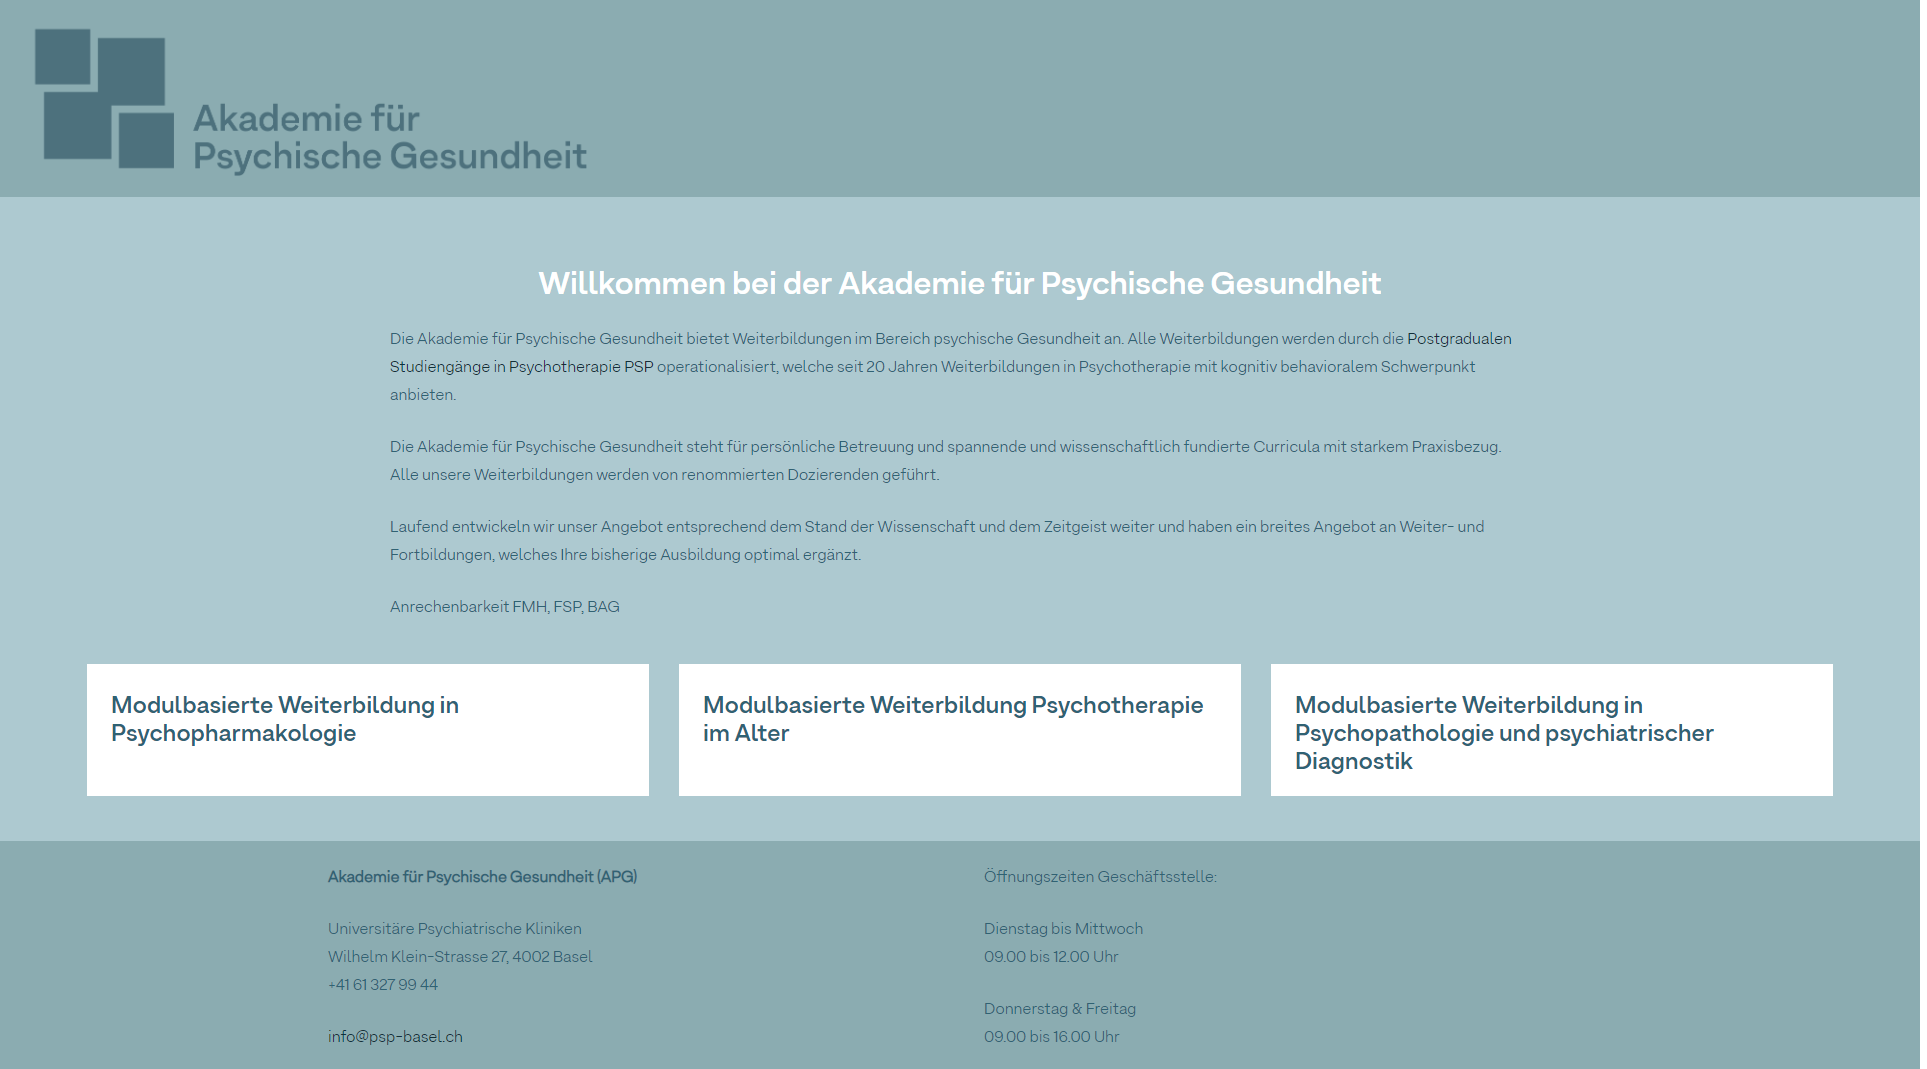 Akademie für
Psychische Gesundheit
Willkommen bei der Akademie für Psychische Gesundheit
Die Akademie für Psychische Gesundheit bietet Weiterbildungen im Bereich psychische Gesundheit an. Alle Weiterbildungen werden durch die Postgradualen
Studiengänge in Psychotherapie PSP operationalisiert, welche seit 20 Jahren Weiterbildungen in Psychotherapie mit kognitiv behavioralem Schwerpunkt
anbieten.
Die Akademie für Psychische Gesundheit steht für persönliche Betreuung und spannende und wissenschaftlich fundierte Curricula mit starkem Praxisbezug.
Alle unsere Weiterbildungen werden von renommierten Dozierenden geführt.
Laufend entwickeln wir unser Angebot entsprechend dem Stand der Wissenschaft und dem Zeitgeist weiter und haben ein breites Angebot an Weiter- und
Fortbildungen, welches Ihre bisherige Ausbildung optimal ergänzt.
Anrechenbarkeit FMH, FSP, BAG
Modulbasierte Weiterbildung in
Psychopharmakologie
Modulbasierte Weiterbildung Psychotherapie
im Alter
Modulbasierte Weiterbildung in
Psychopathologie und psychiatrischer
Diagnostik
Akademie für Psychische Gesundheit (APG)
Universitäre Psychiatrische Kliniken
Wilhelm Klein-Strasse 27, 4002 Basel
+41 61 327 99 44
info@psp-basel.ch
Öffnungszeiten Geschäftsstelle:
Dienstag bis Mittwoch
09.00 bis 12.00 Uhr
Donnerstag & Freitag
09.00 bis 16.00 Uhr